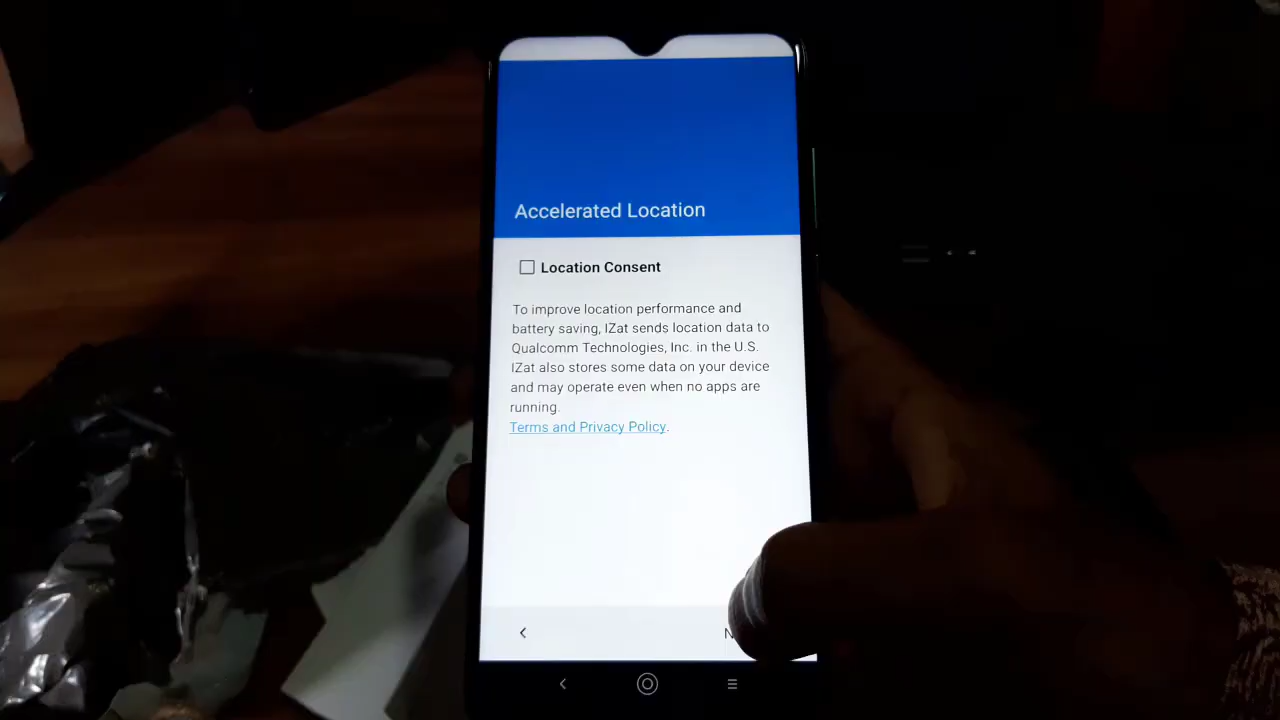 Accelerated Location
Location Consent
To improve location performance and
battery saving, IZat sends location data to
Qualcomm Technologies, Inc. in the U.S.
IZat also stores some data on your device
and may operate even when no apps are
running.
Terms and Privacy Policy.